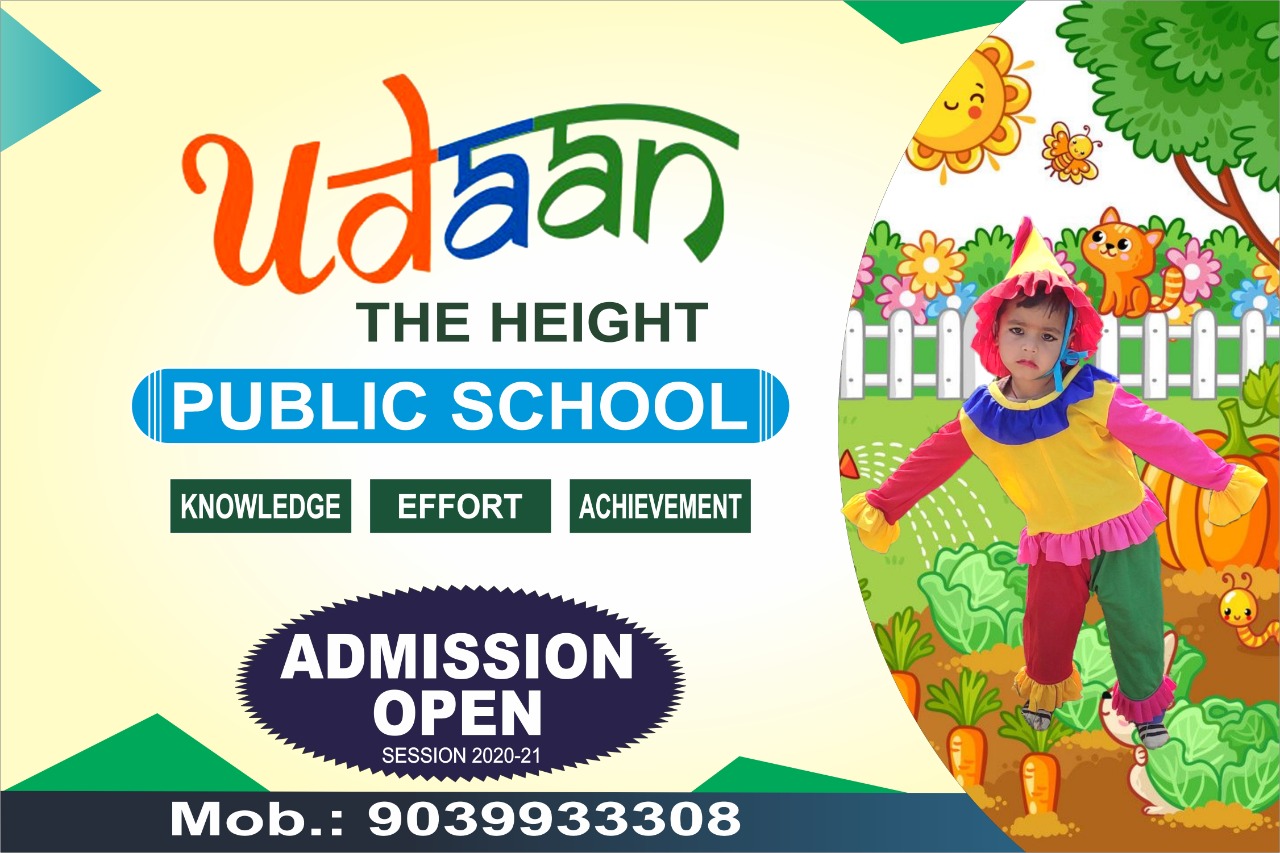 udaan
THE HEIGHT
PUBLIC SCHOOL
KNOWLEDGE EFFORT ACHIEVEMENT
ADMISSION
OPEN
SESSION 2020-21
Mob.: 9039933308